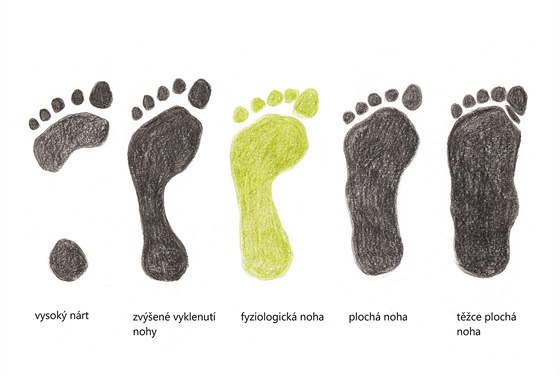 vysoký nárt
zvýšené vyklenutí
nohy
fyziologická noha
plochá noha
těžce plochá
noha